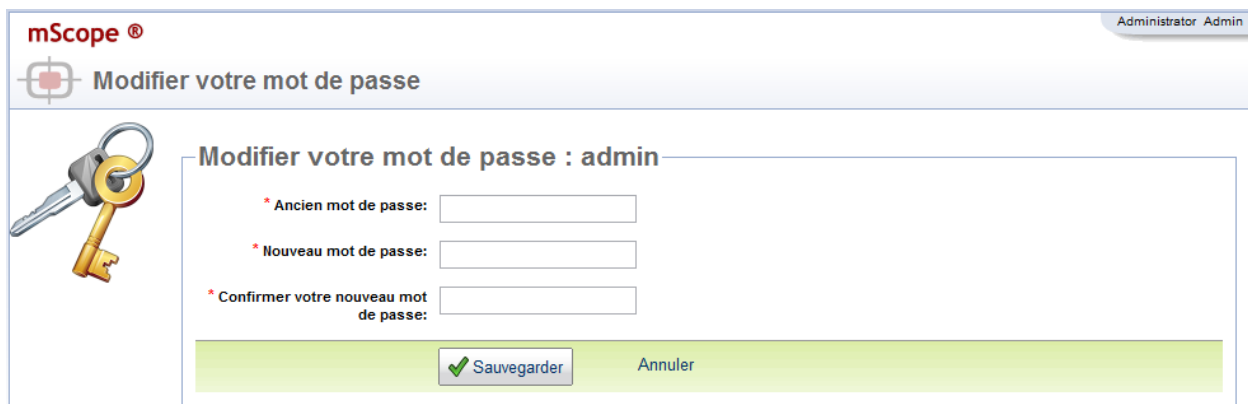 mScope ®
Administrator Admin
Modifier votre mot de passe
Modifier votre mot de passe : admin
* Ancien mot de passe:
* Nouveau mot de passe:
* Confirmer votre nouveau mot
de passe:
Sauvegarder Annuler